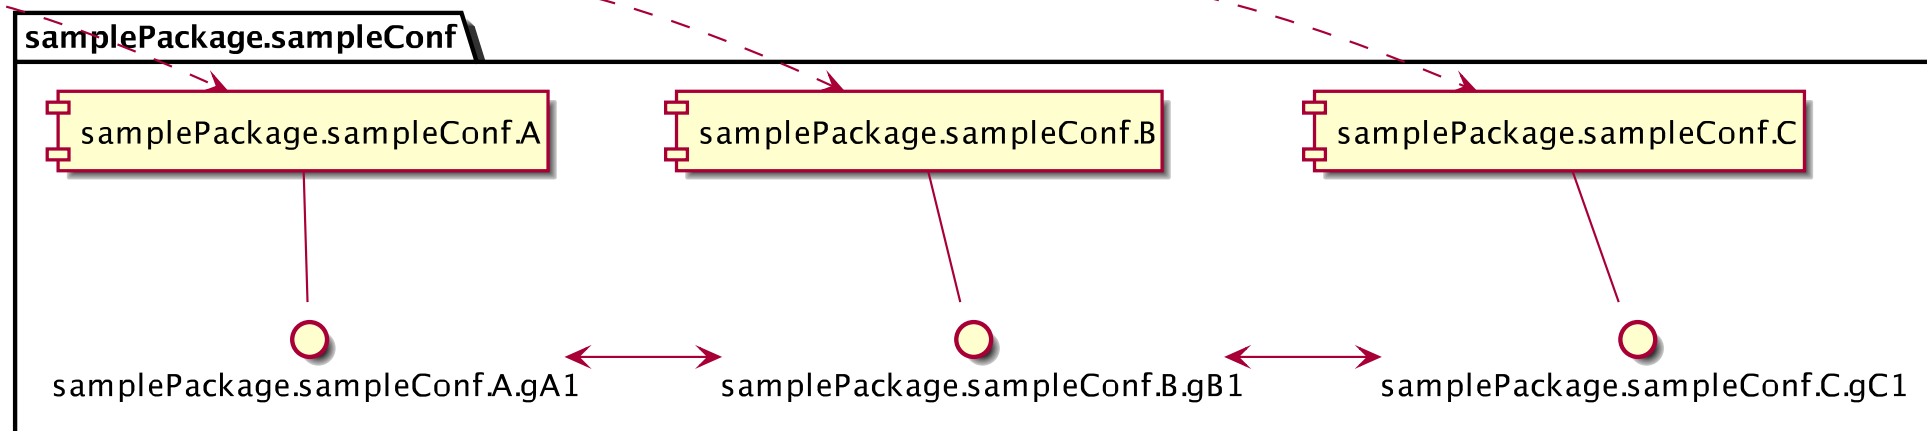 samplePackage.sampleConf
samplePackage.sampleConf.A
samplePackage.sampleConf.B
samplePackage.sampleConf.C
samplePackage.sampleConf.A.gA1
samplePackage.sampleConf.B.gB1
samplePackage.sampleConf.C.gC1